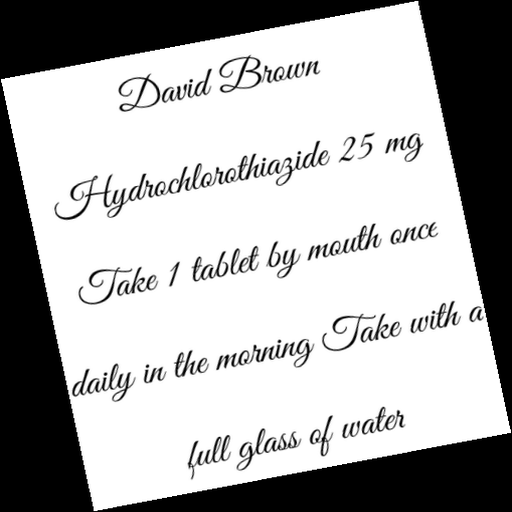 David Brown
Hydrochlorothiazide 25 mg
Take 1 tablet by mouth once
daily in the morning Take with a
full glass of water